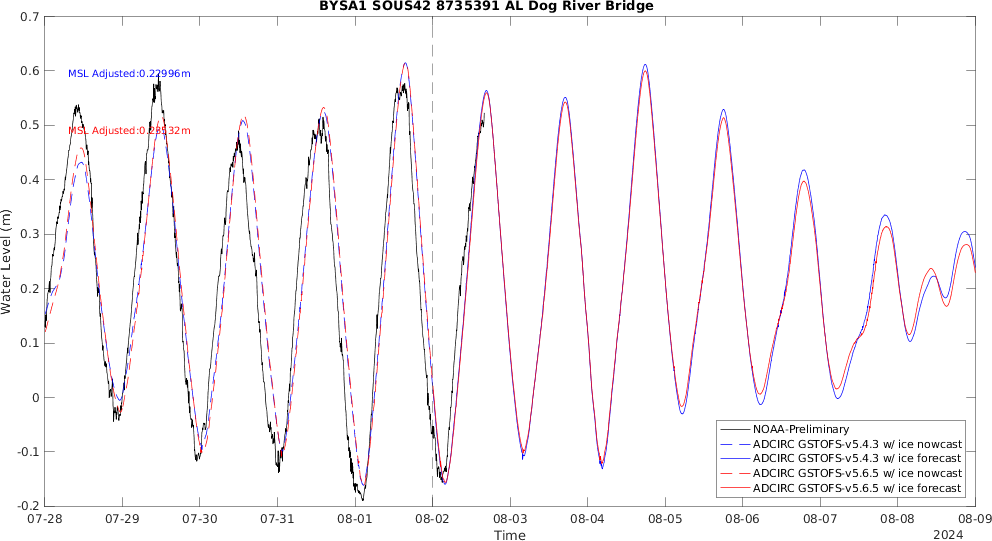 BYSA1 SOUS42 8735391 AL Dog River Bridge
0.7
0.6
0.5
0.4
0.3
0.2
0.1
0
-0.1
-0.2
Water Level (m)
MSL Adjusted:0.22996m
MSL
NOAA-Preliminary
ADCIRC GSTOFS-v5.4.3 w/ ice nowcast
ADCIRC GSTOFS-v5.4.3 w/ ice forecast
ADCIRC GSTOFS-v5.6.5 w/ ice nowcast
ADCIRC GSTOFS-v5.6.5 w/ ice forecast
07-28 07-29 07-30 07-31 08-01 08-02 08-03 08-04 08-05 08-06 08-07 08-08 08-09
Time
2024